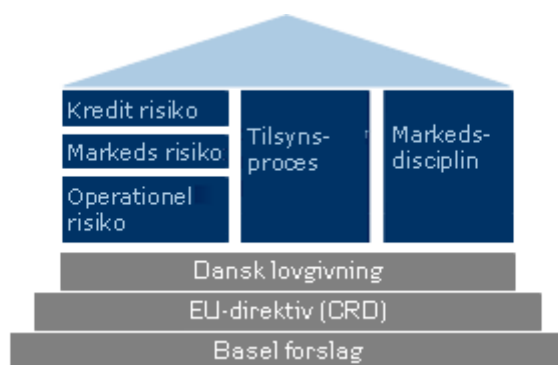 Kredit risiko
Markeds risiko
Operationel
risiko
Tilsyns-
proces
Markeds-
disciplin
Dansk lovgivning
EU-direktiv (CRD)
Basel forslag